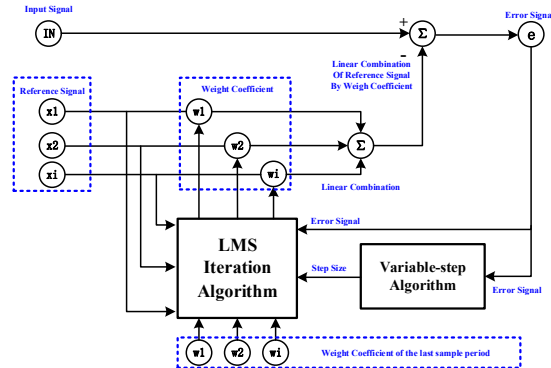 Input Signal
IN
+
Σ
-
Error Signal
e
Linear Combination
Of Reference Signal
By Weigh Coefficient
Reference Signal
x1
x2
xi
Weight Coefficient
w1
w2
wi
Σ
Linear Combination
LMS
Iteration
Algorithm
Error Signal
Step Size
Variable-step
Algorithm
Error Signal
w1
w2
wi
Weight Coefficient of the last sample period